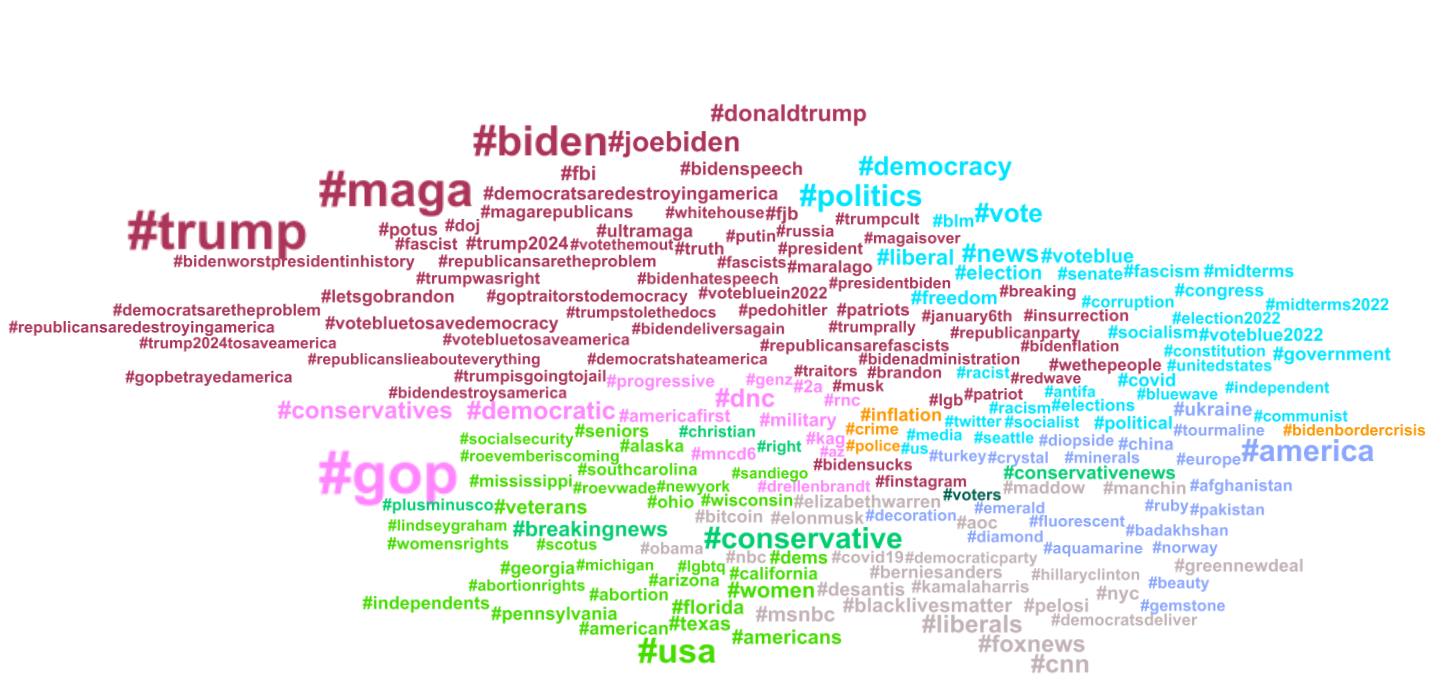 #donaldtrump
#biden #joebiden
#fbi #bidenspeech #democracy
#maga #democratsaredestroyingamerica #politics
#magarepublicans #whitehouse #fjb #trumpcult #blm #vote
#trump #potus #doj #ultramaga #putin #russia #magaisover
#fascist #trump2024 #votethemout #truth #president #liberal #news #voteblue
#bidenworstpresidentinhistory #republicansaretheproblem #fascists #maralago #election #senate #fascism #midterms
#trumpwasright #bidenhatespeech #presidentbiden
#letsgobrandon #goptraitorstodemocracy #votebluein2022 #freedom #breaking #corruption #congress
#democratsaretheproblem #trumpstolethedocs #pedohitler #patriots #january6th #insurrection #election2022 #midterms2022
#republicansaredestroyingamerica #votebluetosavedemocracy #bidendeliversagain #trumprally #republicanparty #socialism #voteblue2022
#trump2024tosaveamerica #votebluetosaveamerica #republicansarefascists #bidenflation #constitution #government
#republicanslieabouteverything #democratshateamerica #bidenadministration #wethepeople #unitedstates
#gopbetrayedamerica #trumpisgoingtojail #progressive #genz #traitors #brandon #racist #redwave #covid
#bidendestroysamerica #dnc #2a #musk #rnc #lgb #patriot #antifa #bluewave #independent
#conservatives #democratic #americafirst #military #inflation #racism #elections #ukraine #communist
#socialsecurity #seniors #christian #crime #twitter #socialist #political #tourmaline #bidenbordercrisis
#roevemberiscoming #alaska #mncd6 #right #kag #az #police #media #us #seattle #diopside #china #america
#gop #southcarolina #sandiego #bidensucks #turkey #crystal #minerals #europe
#mississippi #roevwade #newyork #drellenbrandt #finstagram #conservativenews #maddow #manchin #afghanistan
#plusminusco #veterans #ohio #wisconsin #elizabethwarren #voters #emerald #ruby #pakistan
#lindseygraham #breakingnews #bitcoin #elonmusk #decoration #aoc #fluorescent #badakhshan
#womensrights #scotus #obama #conservative #diamond #aquamarine #norway
#georgia #michigan #lgbtq #nbc #dems #covid19 #democraticparty #greennewdeal
#abortionrights #abortion #arizona #california #berniesanders #hillaryclinton #beauty
#independents #women #desantis #kamalaharris #nyc
#pennsylvania #florida #msnbc #blacklivesmatter #pelosi #gemstone
#american #texas #americans #liberals #democratsdeliver
#usa #foxnews
#cnn